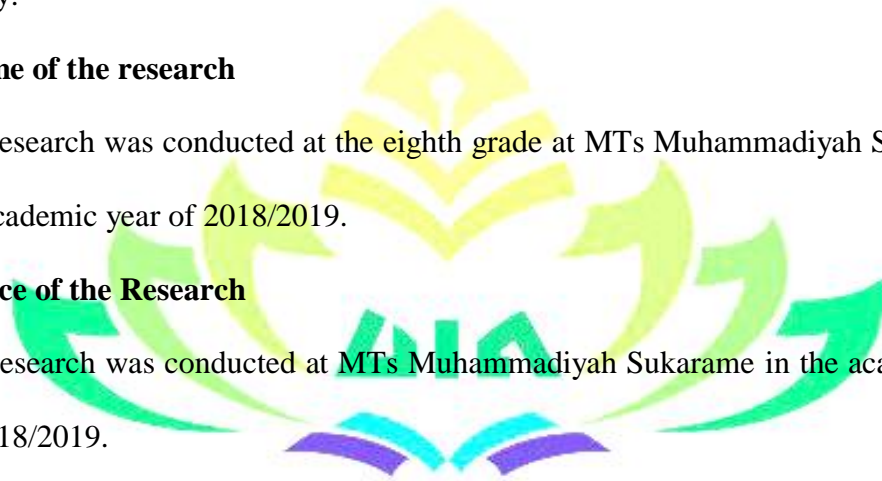 y.
me of the research
esearch was conducted at the eighth grade at MTs Muhammadiyah S
cademic year of 2018/2019.
ce of the Research
esearch was conducted at MTs Muhammadiyah Sukarame in the aca
18/2019.